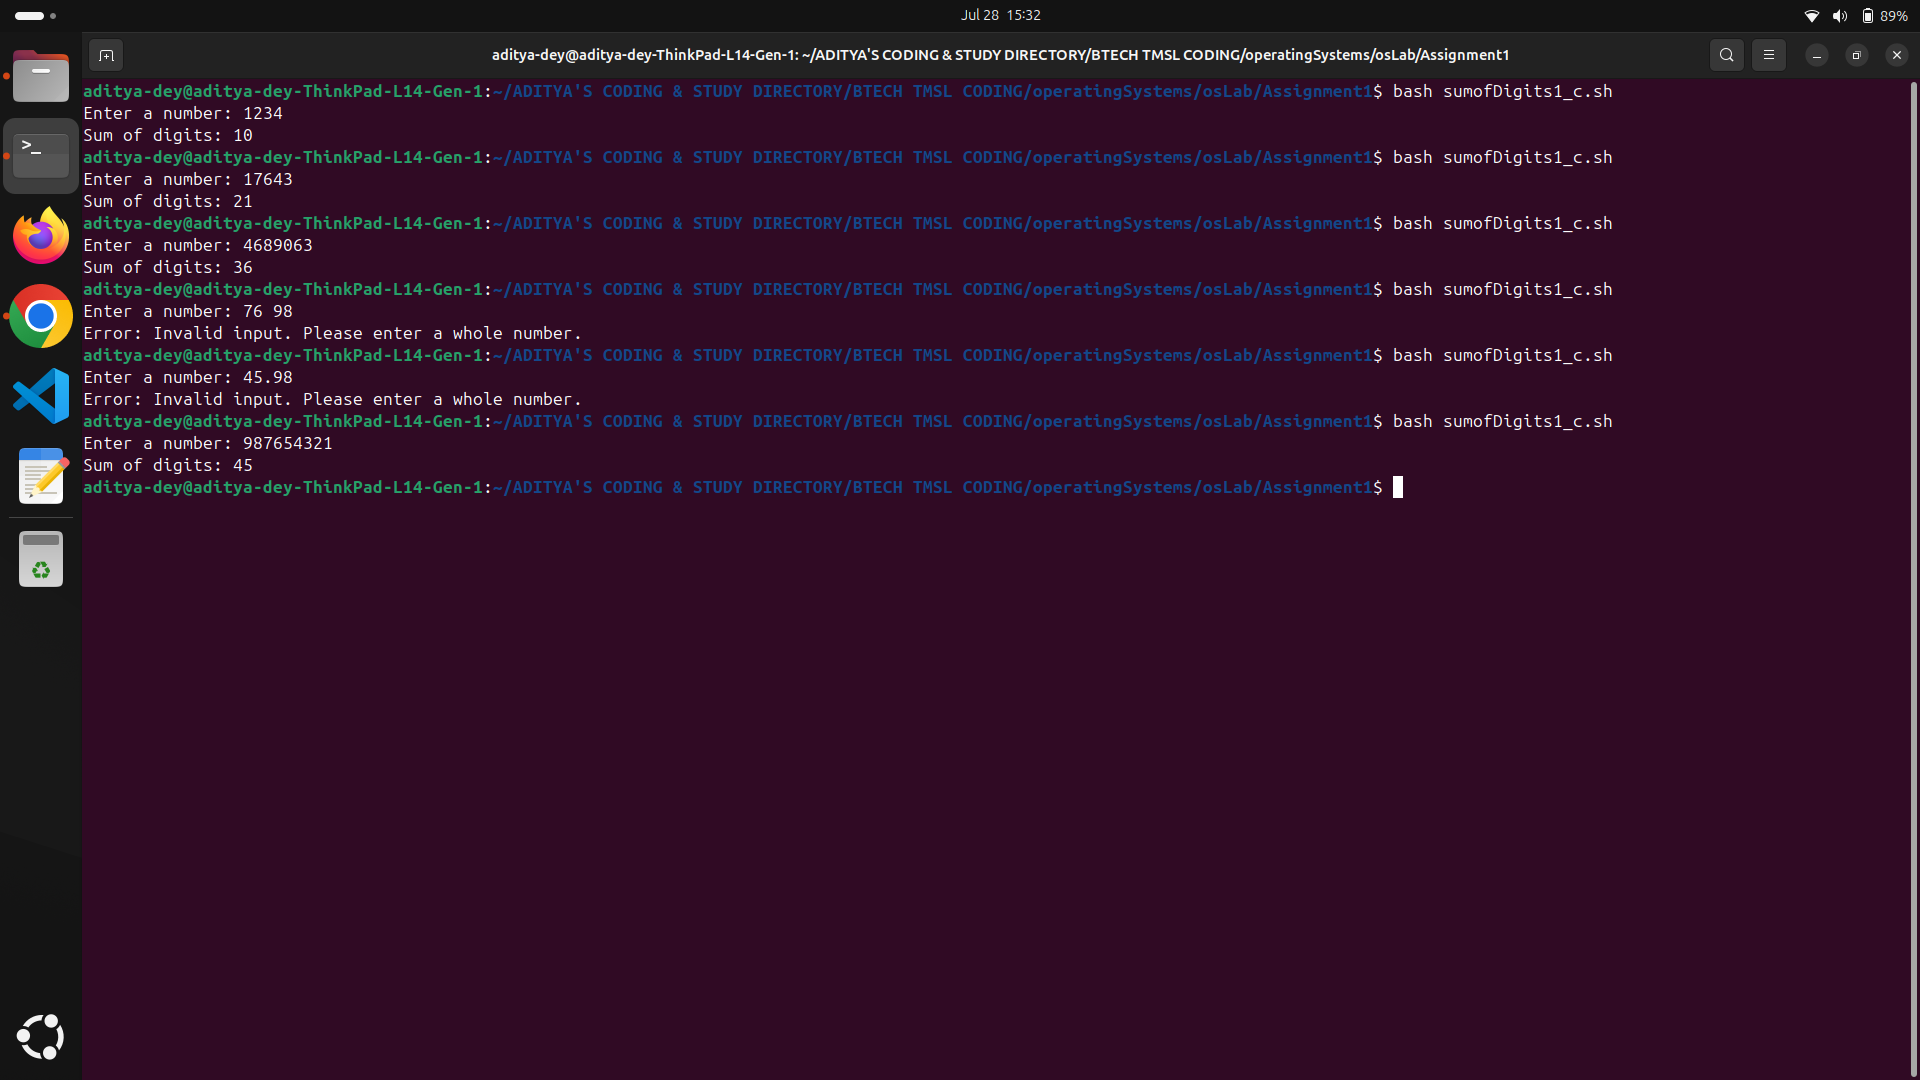 Jul 28 15:32
89%
aditya-dey@aditya-dey-ThinkPad-L14-Gen-1: ~/ADITYA'S CODING & STUDY DIRECTORY/BTECH TMSL CODING/operatingSystems/osLab/Assignment1
aditya-dey@aditya-dey-ThinkPad-L14-Gen-1:~/ADITYA'S CODING & STUDY DIRECTORY/BTECH TMSL CODING/operatingSystems/osLab/Assignment1$ bash sumofDigits1_c.sh
Enter a number: 1234
Sum of digits: 10
aditya-dey@aditya-dey-ThinkPad-L14-Gen-1:~/ADITYA'S CODING & STUDY DIRECTORY/BTECH TMSL CODING/operatingSystems/osLab/Assignment1$ bash sumofDigits1_c.sh
Enter a number: 17643
Sum of digits: 21
aditya-dey@aditya-dey-ThinkPad-L14-Gen-1:~/ADITYA'S CODING & STUDY DIRECTORY/BTECH TMSL CODING/operatingSystems/osLab/Assignment1$ bash sumofDigits1_c.sh
Enter a number: 4689063
Sum of digits: 36
aditya-dey@aditya-dey-ThinkPad-L14-Gen-1:~/ADITYA'S CODING & STUDY DIRECTORY/BTECH TMSL CODING/operatingSystems/osLab/Assignment1$ bash sumofDigits1_c.sh
Enter a number: 76 98
Error: Invalid input. Please enter a whole number.
aditya-dey@aditya-dey-ThinkPad-L14-Gen-1:~/ADITYA'S CODING & STUDY DIRECTORY/BTECH TMSL CODING/operatingSystems/osLab/Assignment1$ bash sumofDigits1_c.sh
Enter a number: 45.98
Error: Invalid input. Please enter a whole number.
aditya-dey@aditya-dey-ThinkPad-L14-Gen-1:~/ADITYA'S CODING & STUDY DIRECTORY/BTECH TMSL CODING/operatingSystems/osLab/Assignment1$ bash sumofDigits1_c.sh
Enter a number: 987654321
Sum of digits: 45
aditya-dey@aditya-dey-ThinkPad-L14-Gen-1:~/ADITYA'S CODING & STUDY DIRECTORY/BTECH TMSL CODING/operatingSystems/osLab/Assignment1$